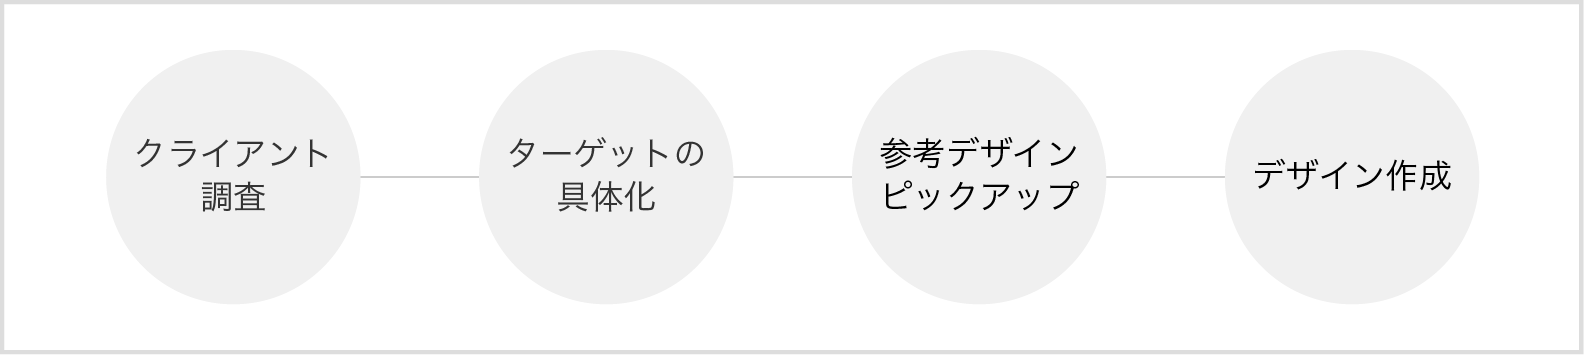 クライアント
調査
ターゲットの
具体化
参考デザイン
ピックアップ
デザイン作成